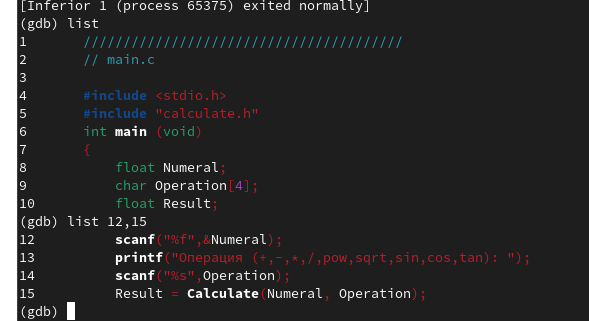 [Inferior 1 (process 65375) exited normally]
(gdb) list
1 ////////////////////////////////////////
2 // main.c
3
4 #include <stdio.h>
5 #include "calculate.h"
6 int main (void)
7 {
8 float Numeral;
9 char Operation[4];
10 float Result;
(gdb) list 12,15
12 scanf("%f",&Numeral);
13 printf("Операция (+,-,*,/,pow,sqrt,sin,cos,tan): ");
14 scanf("%s",Operation);
15 Result = Calculate(Numeral, Operation);
(gdb)